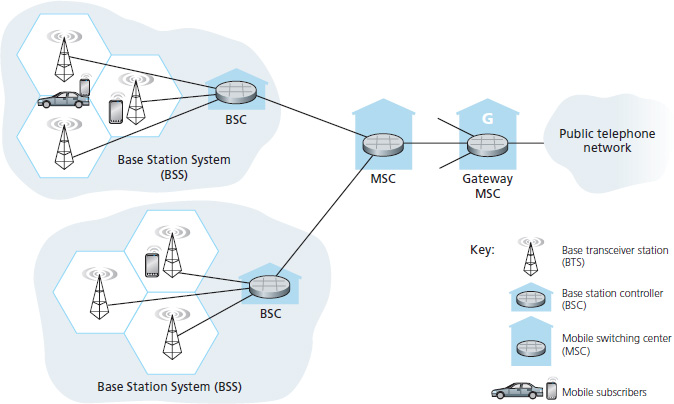 BSC
Base Station System
(BSS)
G
MSC
Gateway
MSC
Public telephone
network
BSC
Base Station System (BSS)
Key:
Base transceiver station
(BTS)
Base station controller
(BSC)
Mobile switching center
(MSC)
Mobile subscribers